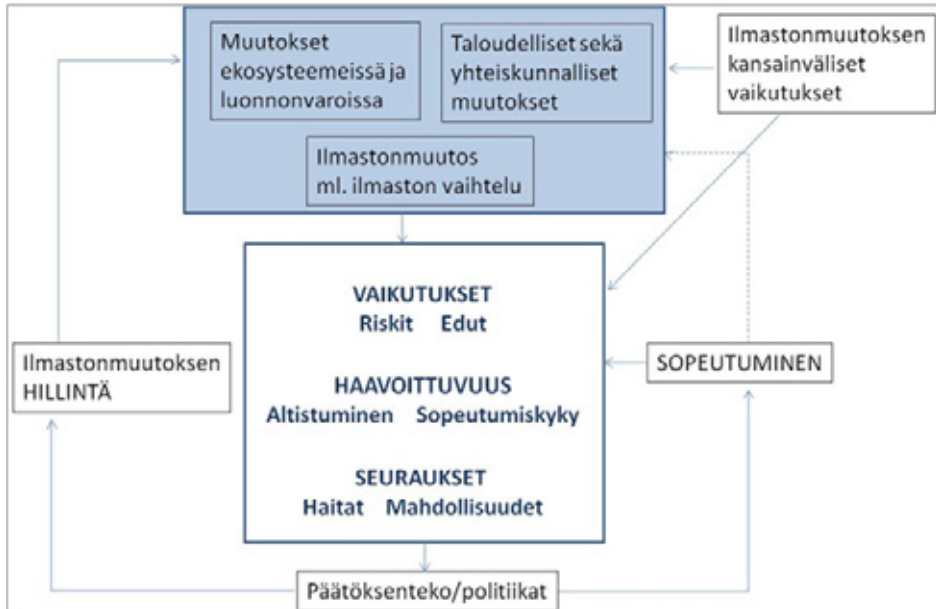 Muutokset
ekosysteemeissä ja
luonnonvaroissa
Taloudelliset sekä
yhteiskunnalliset
muutokset
Ilmastonmuutoksen
kansainväliset
vaikutukset
Ilmastonmuutos
ml. ilmaston vaihtelu
VAIKUTUKSET
Riskit Edut
Ilmastonmuutoksen
HILLINTÄ
SOPEUTUMINEN
HAAVOITTUVUUS
Altistuminen Sopeutumiskyky
SEURAUKSET
Haitat Mahdollisuudet
Päätöksenteko/politiikat